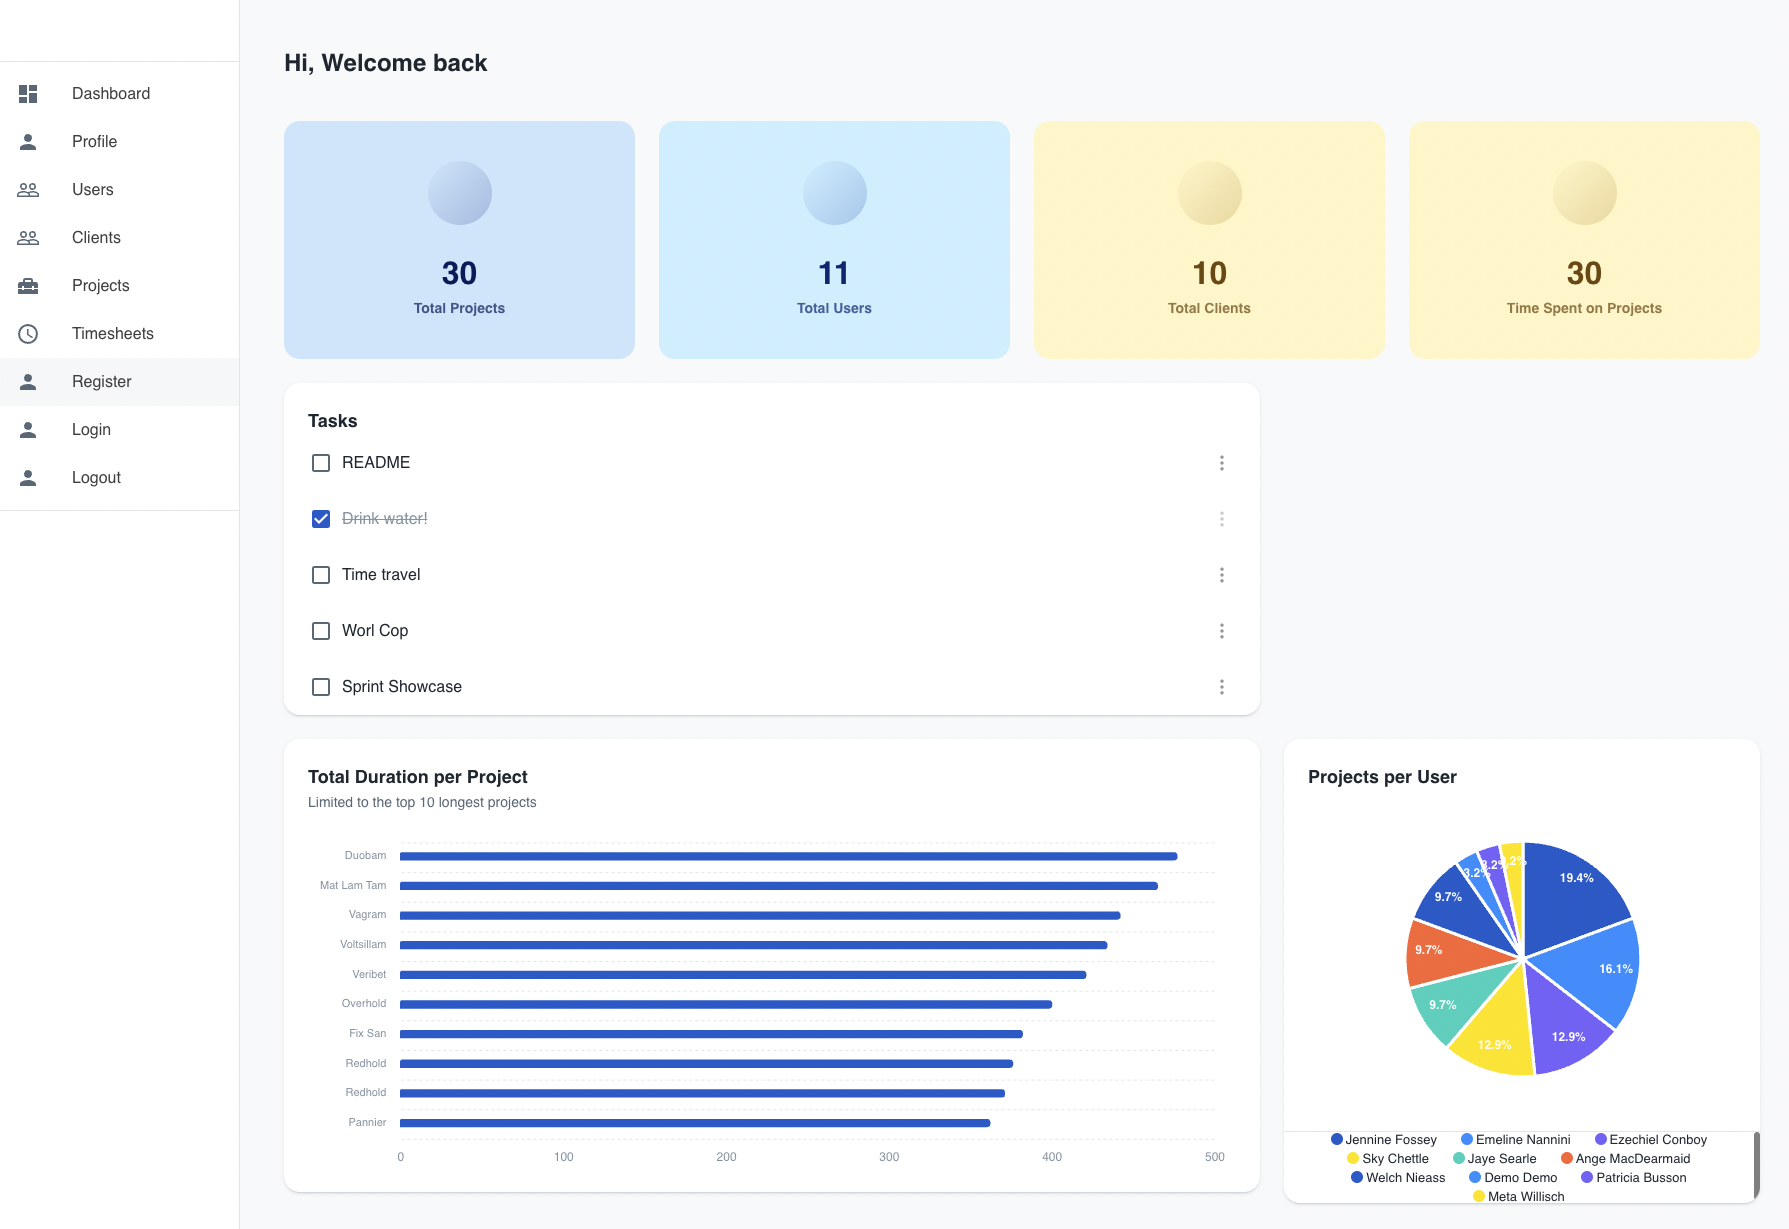 Hi, Welcome back
Dashboard
Profile
Users
Clients
Projects
Timesheets
Register
Login
Logout
30
Total Projects
11
Total Users
10
Total Clients
30
Time Spent on Projects
Tasks
README
Drink water!
Time travel
Worl Cop
Sprint Showcase
Total Duration per Project
Limited to the top 10 longest projects
Duobam
Mat Lam Tam
Vagram
Voltsillam
Veribet
Overhold
Fix San
Redhold
Redhold
Pannier
0 100 200 300 400 500
Projects per User
19.4%
16.1%
12.9%
12.9%
9.7%
9.7%
9.7%
3.2%
Jennine Fossey Emeline Nannini Ezechiel Conboy
Sky Chettle Jaye Searle Ange MacDearmaid
Welch Nieass Demo Demo Patricia Busson
Meta Willisch